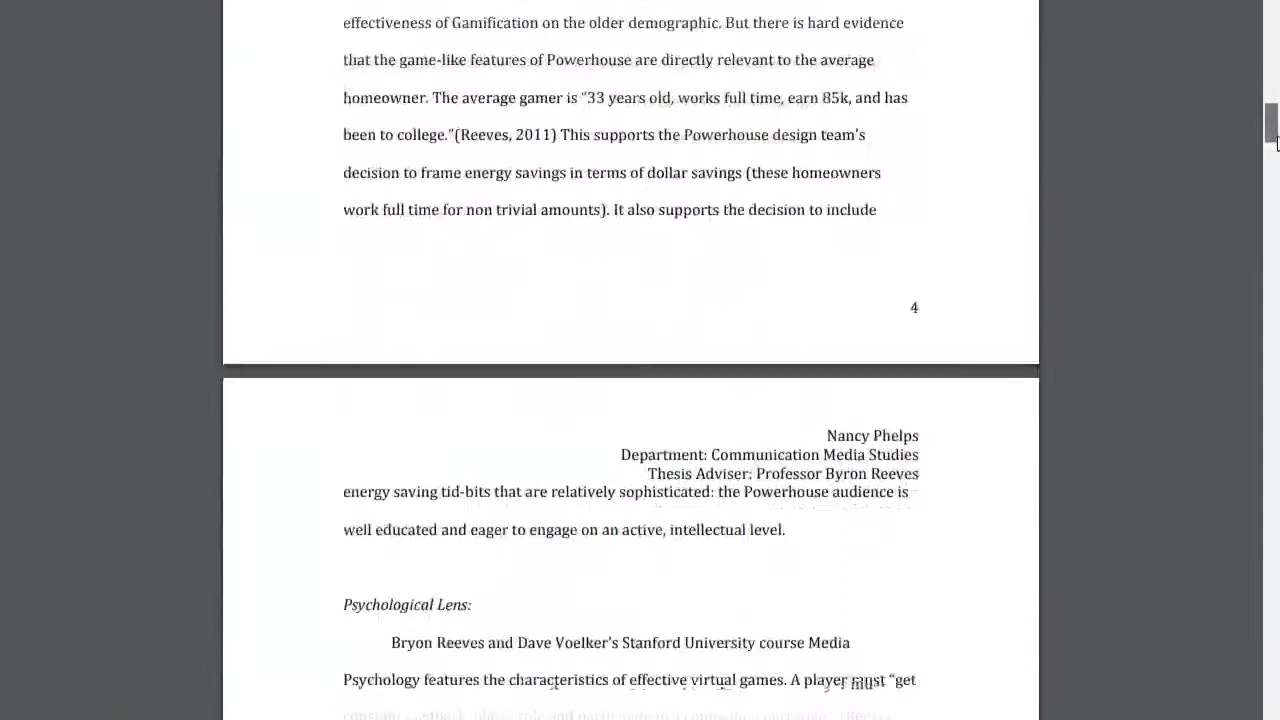 effectiveness of Gamification on the older demographic. But there is hard evidence
that the game-like features of Powerhouse are directly relevant to the average
homeowner. The average gamer is “33 years old, works full time, earn 85k, and has
been to college.”(Reeves, 2011) This supports the Powerhouse design team’s
decision to frame energy savings in terms of dollar savings (these homeowners
work full time for non trivial amounts). It also supports the decision to include
4
Nancy Phelps
Department: Communication Media Studies
Thesis Adviser: Professor Byron Reeves
energy saving tid-bits that are relatively sophisticated: the Powerhouse audience is
well educated and eager to engage on an active, intellectual level.
Psychological Lens:
Bryon Reeves and Dave Voelker’s Stanford University course Media
Psychology features the characteristics of effective virtual games. A player must “get